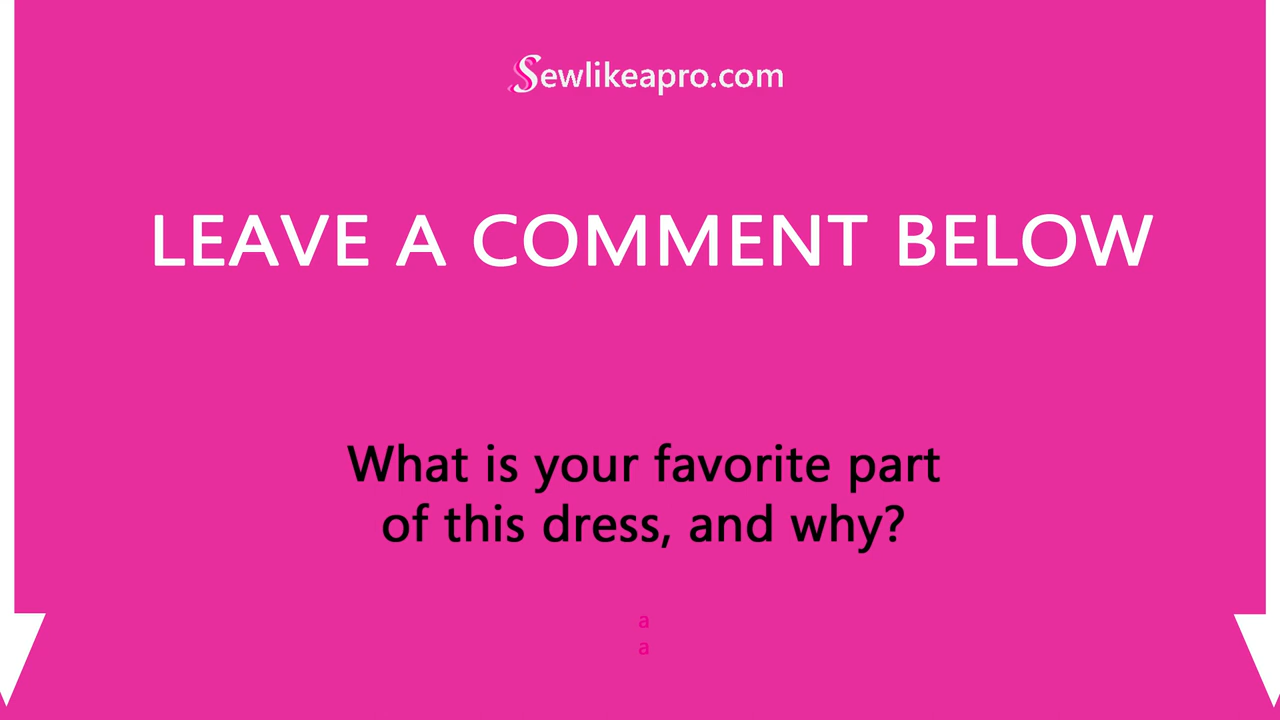 Sewlikeapro.com
LEAVE A COMMENT BELOW
What is your favorite part
of this dress, and why?
a
a